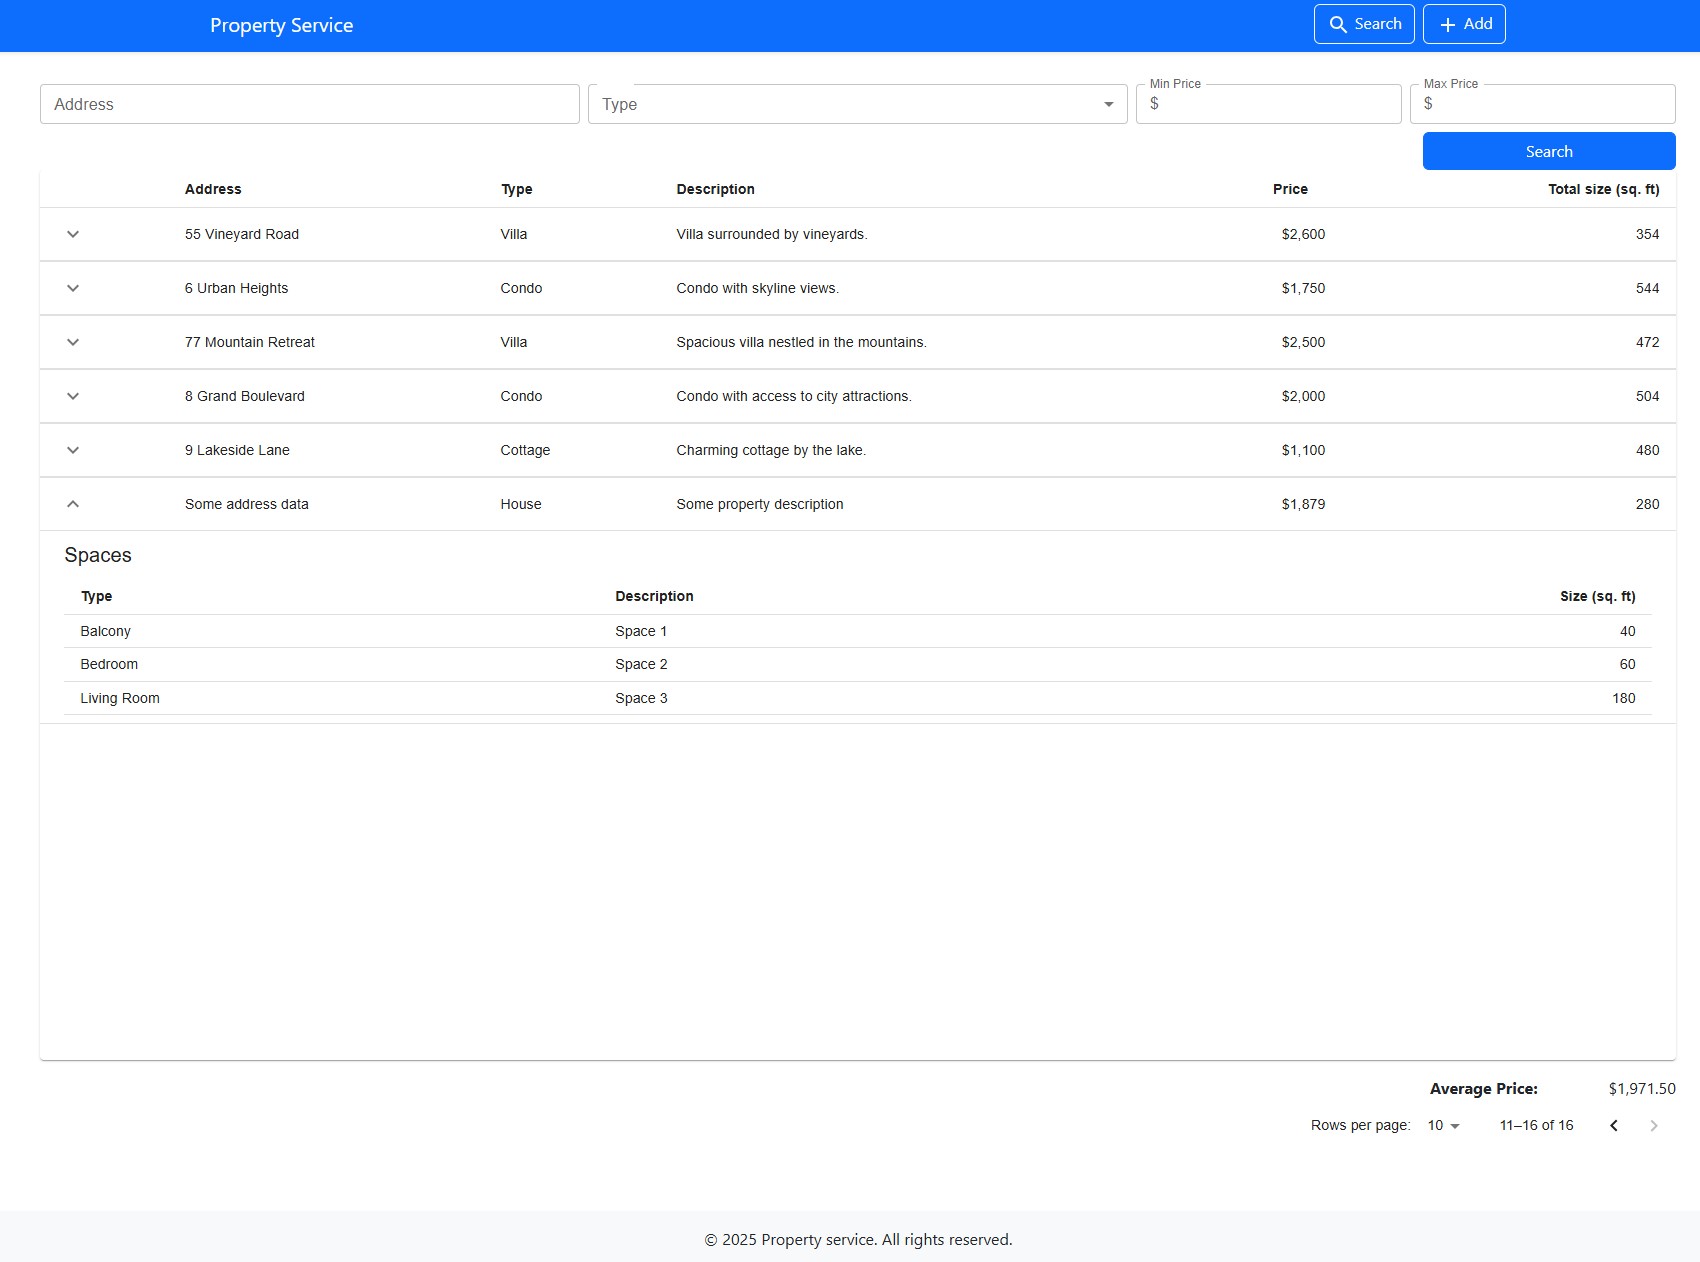 Property Service
Search
Add
Address
Type
Min Price
$
Max Price
$
Search
Address Type Description Price Total size (sq. ft)
55 Vineyard Road Villa Villa surrounded by vineyards. $2,600 354
6 Urban Heights Condo Condo with skyline views. $1,750 544
77 Mountain Retreat Villa Spacious villa nestled in the mountains. $2,500 472
8 Grand Boulevard Condo Condo with access to city attractions. $2,000 504
9 Lakeside Lane Cottage Charming cottage by the lake. $1,100 480
Some address data House Some property description $1,879 280
Spaces
Type Description Size (sq. ft)
Balcony Space 1 40
Bedroom Space 2 60
Living Room Space 3 180
Average Price: $1,971.50
Rows per page: 10 11–16 of 16
© 2025 Property service. All rights reserved.